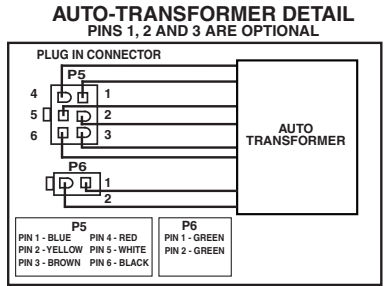 AUTO-TRANSFORMER DETAIL
PINS 1, 2 AND 3 ARE OPTIONAL
PLUG IN CONNECTOR
P5
4 1
5 2
6 3
AUTO
TRANSFORMER
P6
1
2
P5
PIN 1 - BLUE PIN 4 - RED
PIN 2 - YELLOW PIN 5 - WHITE
PIN 3 - BROWN PIN 6 - BLACK
P6
PIN 1 - GREEN
PIN 2 - GREEN